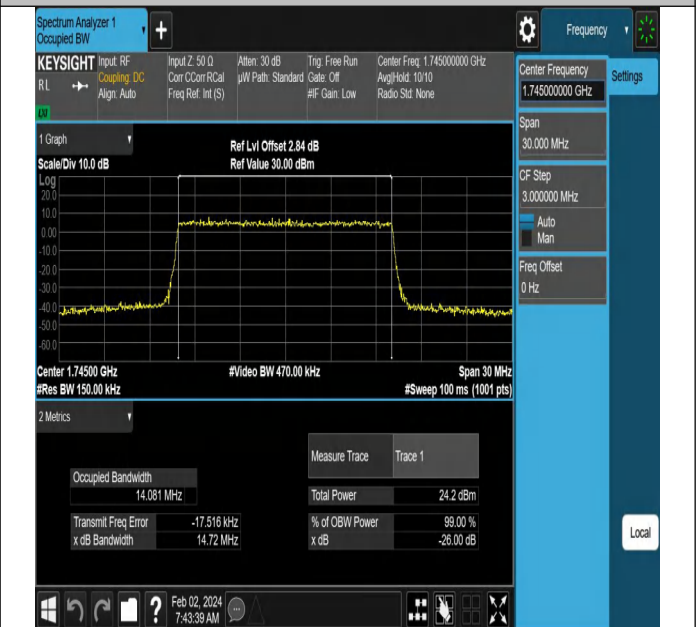 Spectrum Analyzer 1
Occupied BW
Frequency
KEYSIGHT
RL
Input: RF
Coupling: DC
Align: Auto
Input Z: 50 Ω
Corr CCorr RCal
Freq Ref: Int (S)
Atten: 30 dB
µW Path: Standard
Trig: Free Run
Gate: Off
#IF Gain: Low
Center Freq: 1.745000000 GHz
Avg|Hold: 10/10
Radio Std: None
Center Frequency
1.745000000 GHz
Settings
Span
30.000 MHz
CF Step
3.000000 MHz
Auto
Man
Freq Offset
0 Hz
1 Graph
Scale/Div 10.0 dB
Ref Lvl Offset 2.84 dB
Ref Value 30.00 dBm
Log
20.0
10.0
0.00
-10.0
-20.0
-30.0
-40.0
-50.0
-60.0
Center 1.74500 GHz
#Video BW 470.00 kHz
Span 30 MHz
#Res BW 150.00 kHz
#Sweep 100 ms (1001 pts)
2 Metrics
Measure Trace
Trace 1
Occupied Bandwidth
14.081 MHz
Total Power
24.2 dBm
Transmit Freq Error
-17.516 kHz
% of OBW Power
99.00 %
x dB Bandwidth
14.72 MHz
x dB
-26.00 dB
Local
?
Feb 02, 2024
7:43:39 AM